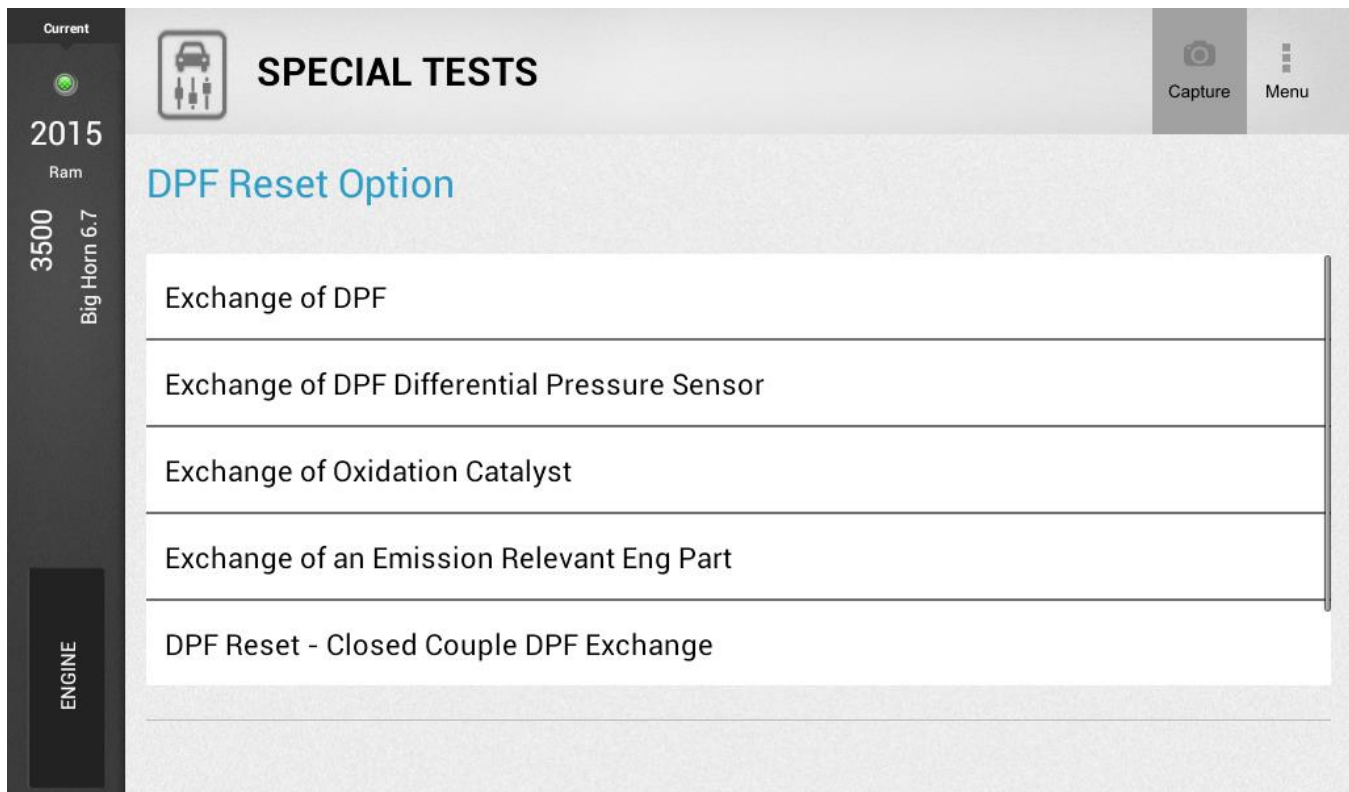 Current
2015
Ram
3500
Big Horn 6.7
ENGINE
SPECIAL TESTS
Capture
Menu
DPF Reset Option
Exchange of DPF
Exchange of DPF Differential Pressure Sensor
Exchange of Oxidation Catalyst
Exchange of an Emission Relevant Eng Part
DPF Reset - Closed Couple DPF Exchange